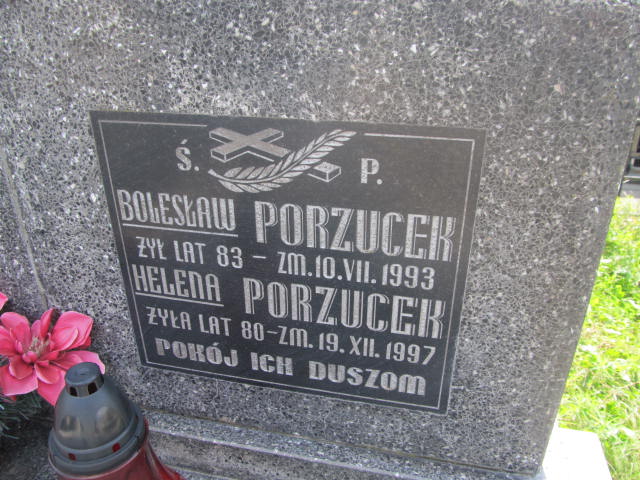 Ś. P.
BOLESŁAW PORZUCEK
ŻYŁ LAT 83 - ZM. 10.VII. 1993
HELENA PORZUCEK
ŻYŁA LAT 80 - ZM. 19.XII. 1997
POKÓJ ICH DUSZOM